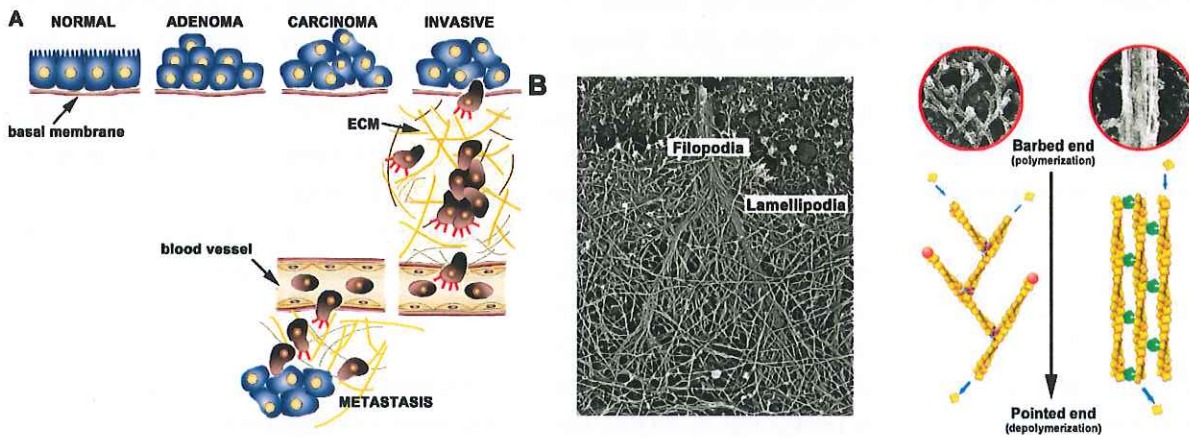 A
NORMAL
ADENOMA
CARCINOMA
INVASIVE
basal membrane
ECM
blood vessel
METASTASIS
B
Filopodia
Lamellipodia
Barbed end
(polymerization)
Pointed end
(depolymerization)